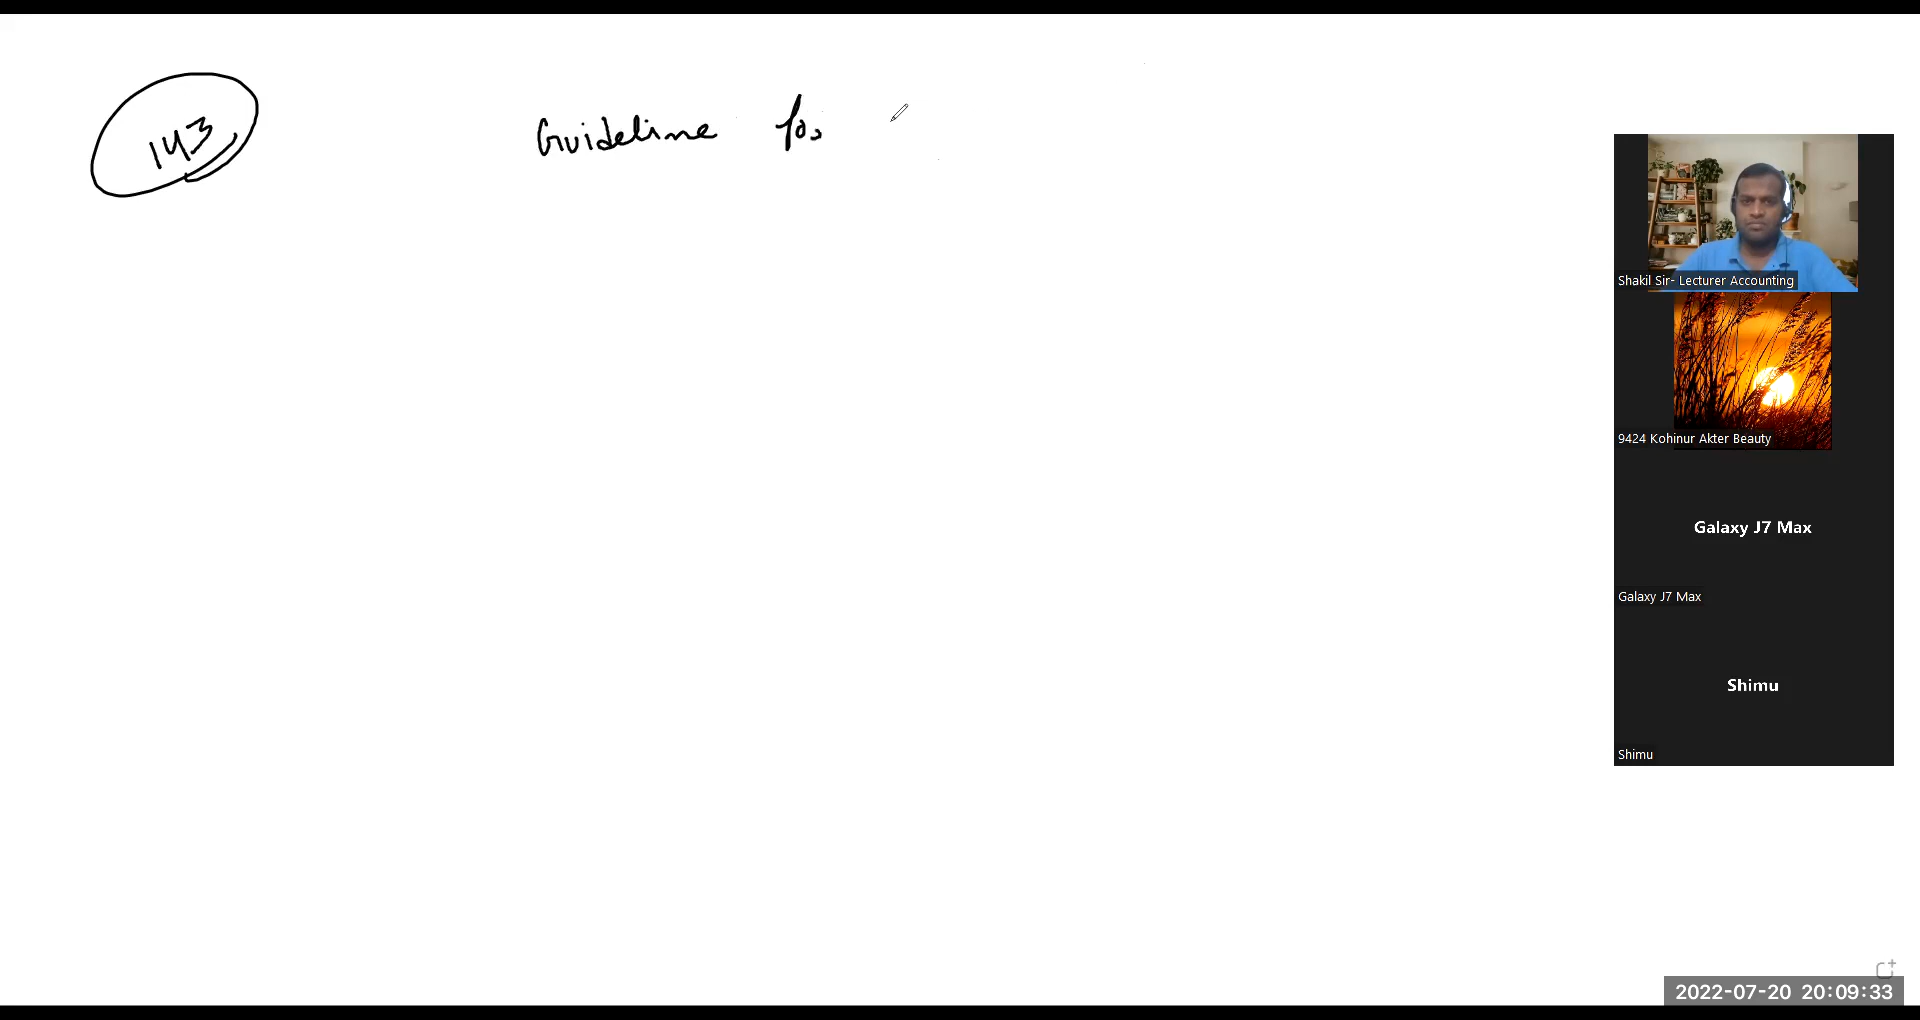 143
Guideline for
Shakil Sir- Lecturer Accounting
9424 Kohinur Akter Beauty
Galaxy J7 Max
Galaxy J7 Max
Shimu
Shimu
2022-07-20 20:09:33